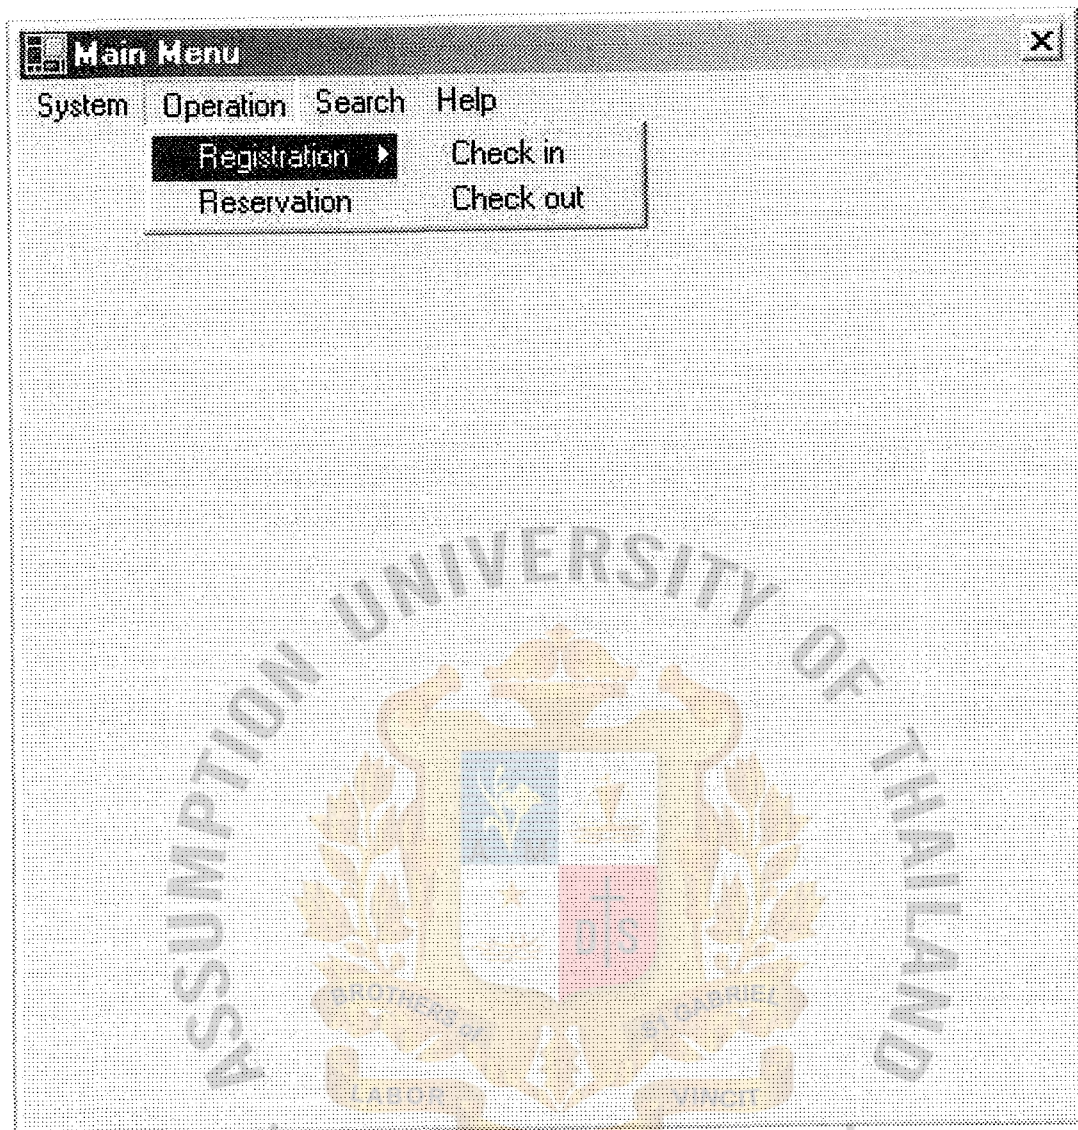 Main Menu
System Operation Search Help
Registration Check in
Reservation Check out
ASSUMPTION UNIVERSITY OF THAILAND
D S
BROTHERS of ST GABRIEL
LABOR VINCIT